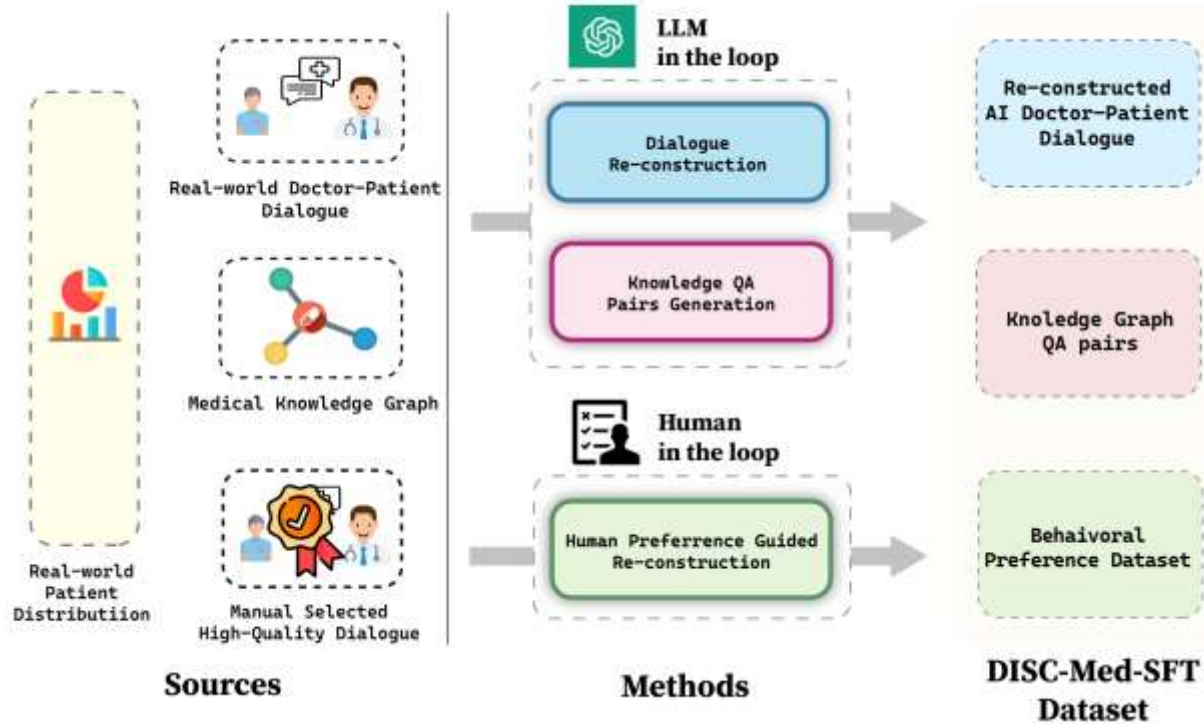 Real-world Doctor-Patient
Dialogue
Medical Knowledge Graph
Real-world
Patient
Distributiion
Manual Selected
High-Quality Dialogue
Sources
LLM
in the loop
Dialogue
Re-construction
Knowledge QA
Pairs Generation
Human
in the loop
Human Preferrence Guided
Re-construction
Methods
Re-constructed
AI Doctor-Patient
Dialogue
Knoledge Graph
QA pairs
Behaivoral
Preference Dataset
DISC-Med-SFT
Dataset